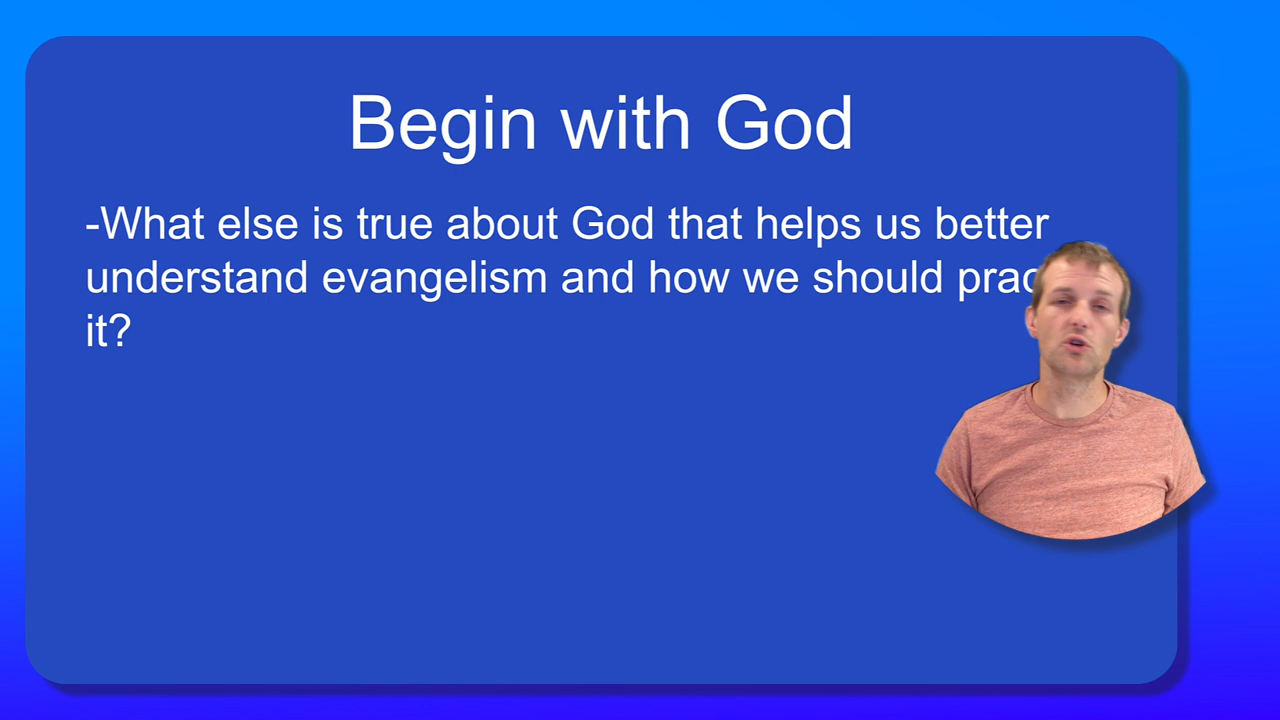 Begin with God
-What else is true about God that helps us better
understand evangelism and how we should
it?